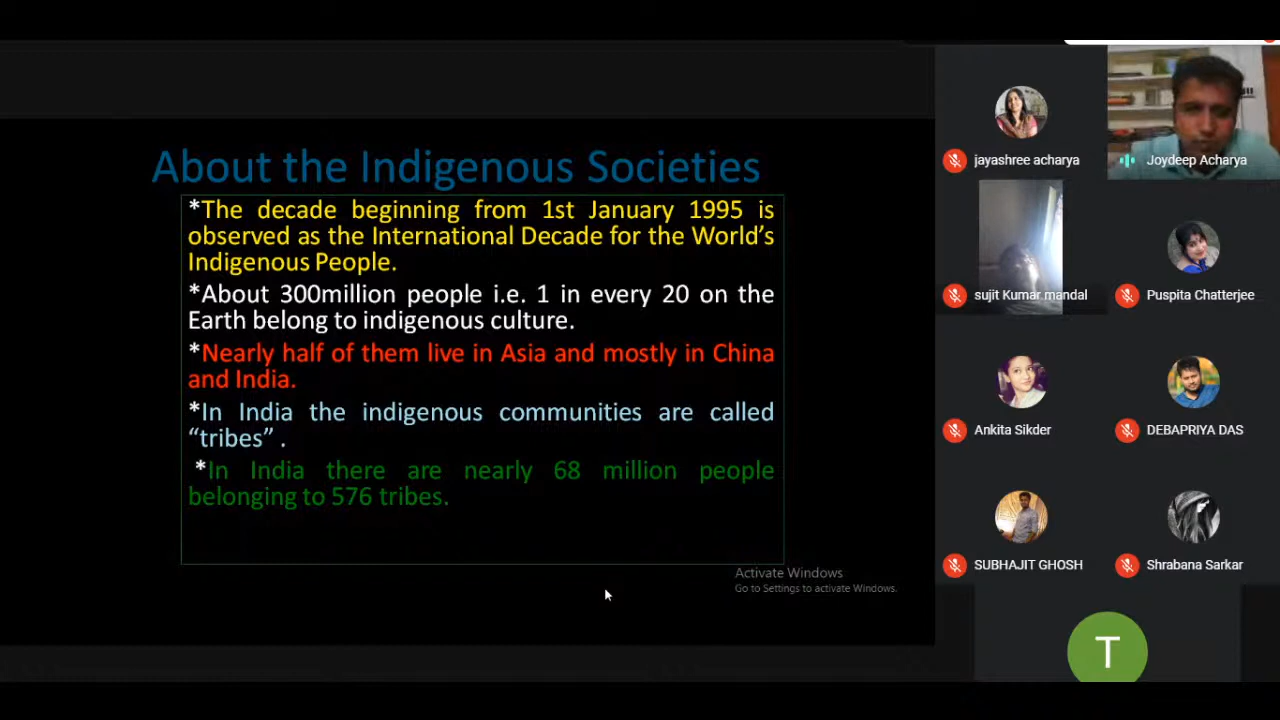 About the Indigenous Societies
*The decade beginning from 1st January 1995 is
observed as the International Decade for the World’s
Indigenous People.
*About 300million people i.e. 1 in every 20 on the
Earth belong to indigenous culture.
*Nearly half of them live in Asia and mostly in China
and India.
*In India the indigenous communities are called
“tribes” .
*In India there are nearly 68 million people
belonging to 576 tribes.
Activate Windows
Go to Settings to activate Windows.
jayashree acharya
Joydeep Acharya
sujit Kumar mandal
Puspita Chatterjee
Ankita Sikder
DEBAPRIYA DAS
SUBHAJIT GHOSH
Shrabana Sarkar
T